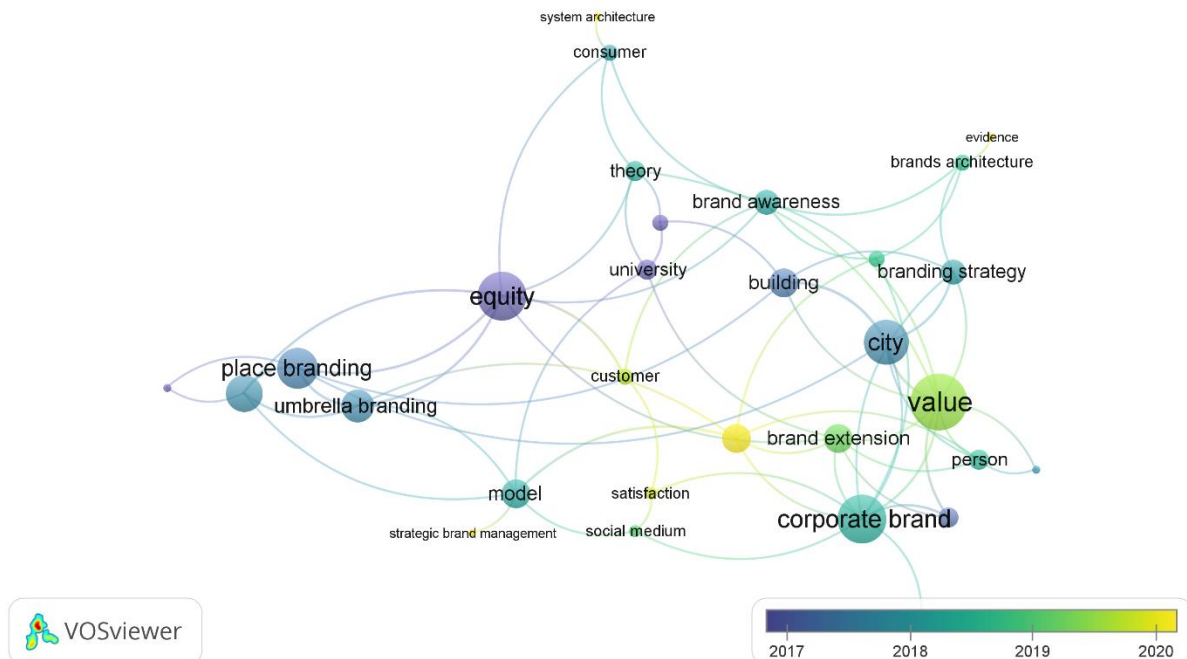 system architecture
consumer
evidence
brands architecture
theory
brand awareness
university
branding strategy
building
equity
city
place branding
customer
umbrella branding
value
brand extension
person
model
satisfaction
corporate brand
strategic brand management
social medium
VOSviewer
2017 2018 2019 2020